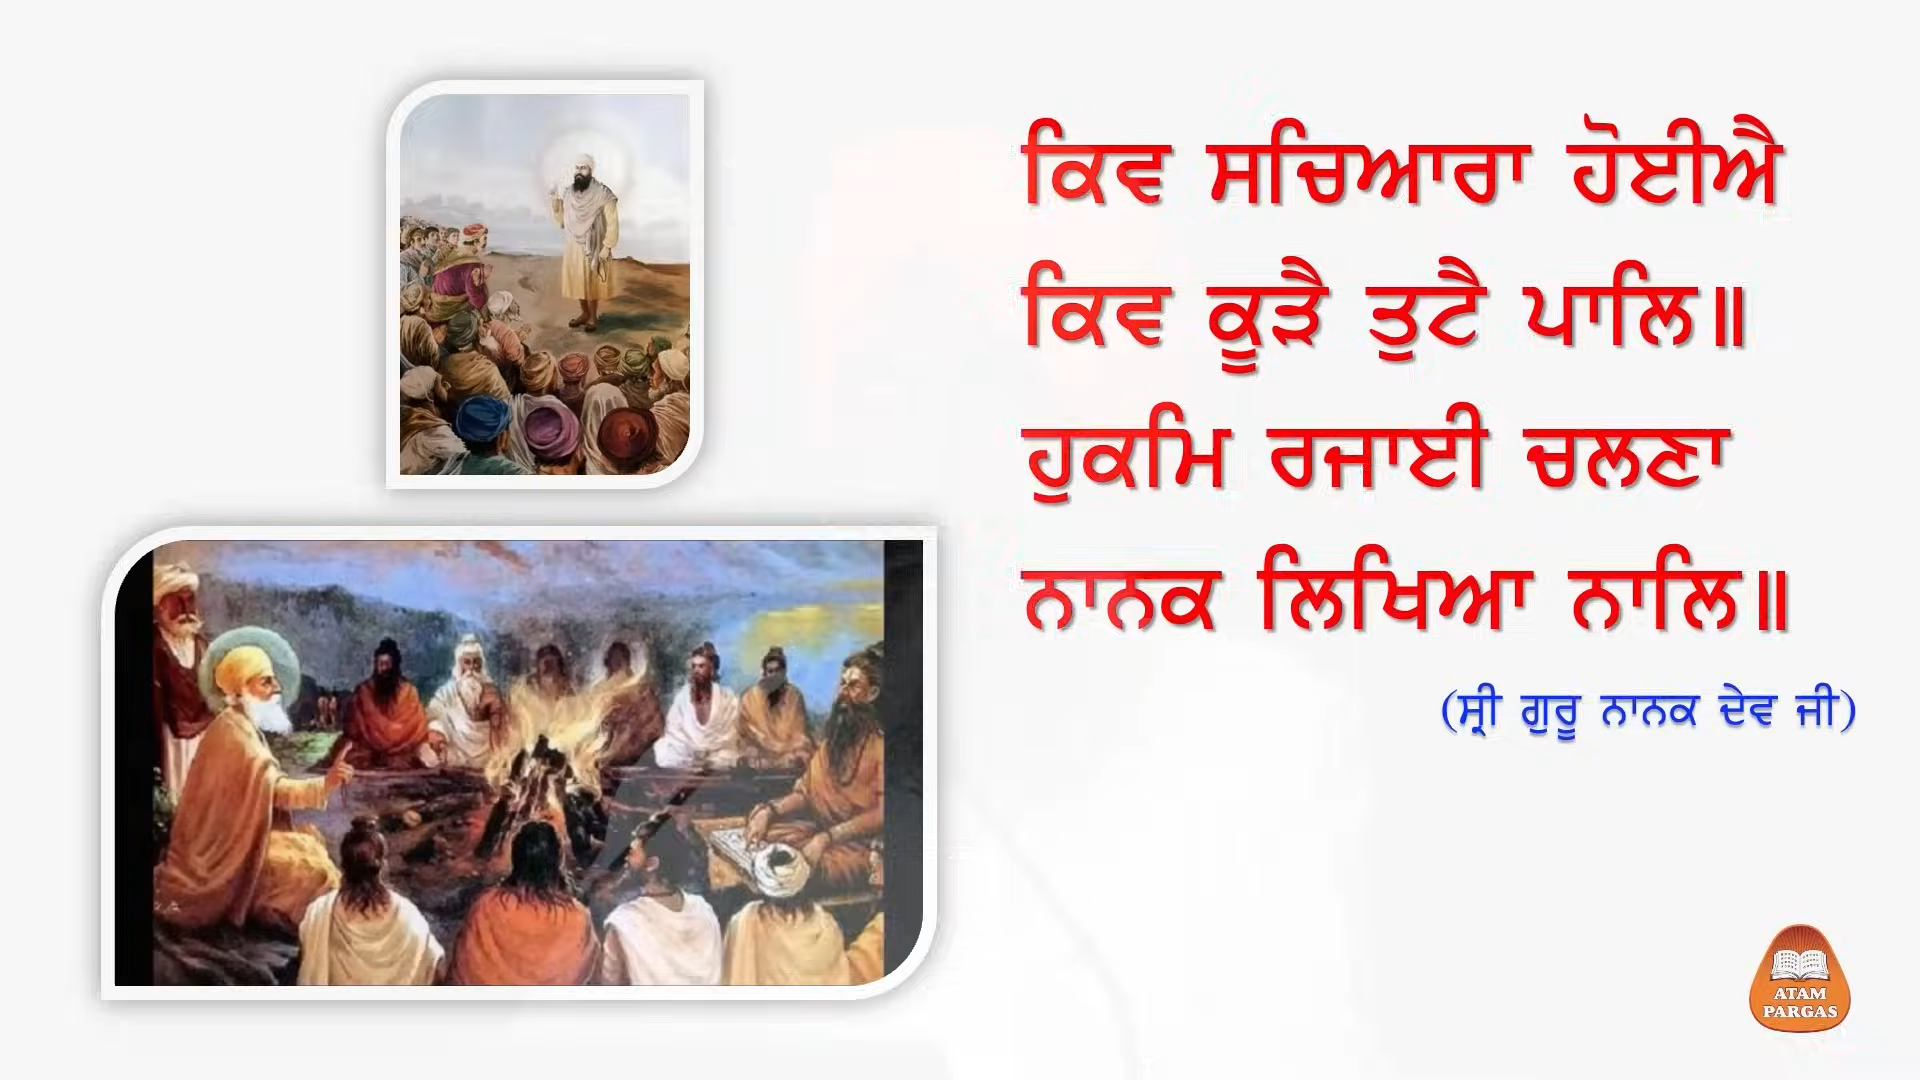 ਕਿਵ ਸਚਿਆਰਾ ਹੋਈਐ
ਕਿਵ ਕੂੜੈ ਤੁਟੈ ਪਾਲਿ॥
ਹੁਕਮਿ ਰਜਾਈ ਚਲਣਾ
ਨਾਨਕ ਲਿਖਿਆ ਨਾਲਿ॥
(ਸ੍ਰੀ ਗੁਰੂ ਨਾਨਕ ਦੇਵ ਜੀ)
ATAM
PARGAS